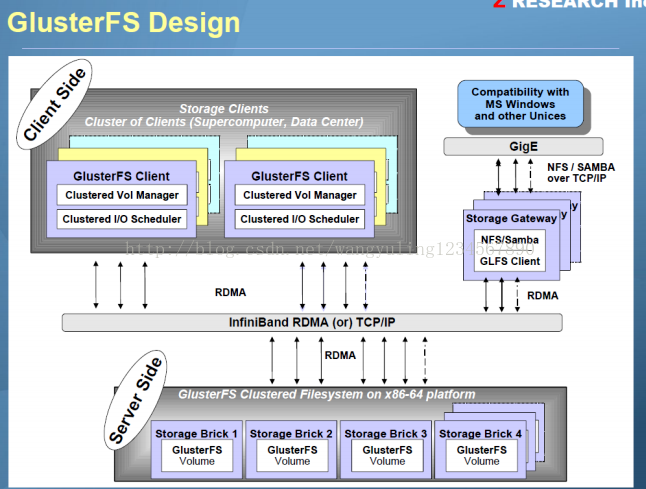 Z RESEARCH Inc
GlusterFS Design
Client Side
Storage Clients
Cluster of Clients (Supercomputer, Data Center)
GlusterFS Client
Clustered Vol Manager
Clustered I/O Scheduler
GlusterFS Client
Clustered Vol Manager
Clustered I/O Scheduler
Compatibility with
MS Windows
and other Unices
GigE
NFS / SAMBA
over TCP/IP
Storage Gateway
NFS/Samba
GLFS Client
y
y
http://blog.csdn.net/wangyuling1234567890
RDMA
RDMA
InfiniBand RDMA (or) TCP/IP
RDMA
Server Side
GlusterFS Clustered Filesystem on x86-64 platform
Storage Brick 1
GlusterFS
Volume
Storage Brick 2
GlusterFS
Volume
Storage Brick 3
GlusterFS
Volume
Storage Brick 4
GlusterFS
Volume